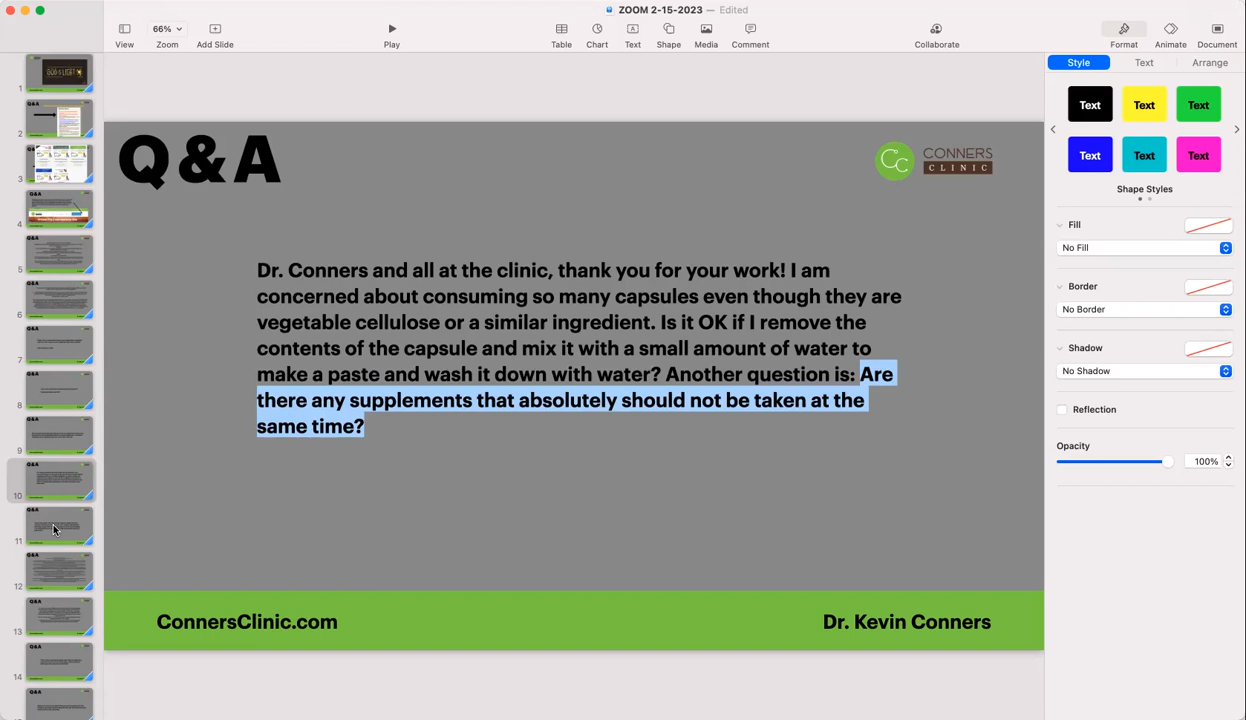 ZOOM 2-15-2023 — Edited
66%
View
Zoom
Add Slide
Play
Table
Chart
Text
Shape
Media
Comment
Collaborate
Format
Animate
Document
1
2
3
4
5
6
7
8
9
10
11
12
13
14
Q & A
CC
CONNERS
CLINIC
Dr. Conners and all at the clinic, thank you for your work! I am
concerned about consuming so many capsules even though they are
vegetable cellulose or a similar ingredient. Is it OK if I remove the
contents of the capsule and mix it with a small amount of water to
make a paste and wash it down with water? Another question is: Are
there any supplements that absolutely should not be taken at the
same time?
ConnersClinic.com
Dr. Kevin Conners
Style
Text
Arrange
Text
Text
Text
Text
Text
Text
Shape Styles
Fill
No Fill
Border
No Border
Shadow
No Shadow
Reflection
Opacity
100%